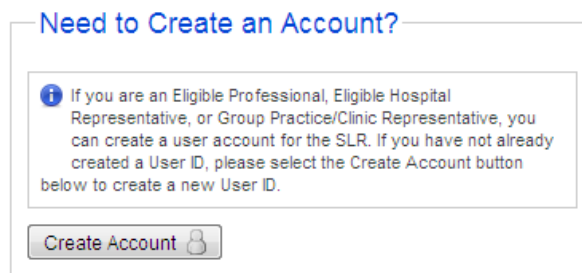 Need to Create an Account?
If you are an Eligible Professional, Eligible Hospital
Representative, or Group Practice/Clinic Representative, you
can create a user account for the SLR. If you have not already
created a User ID, please select the Create Account button
below to create a new User ID.
Create Account